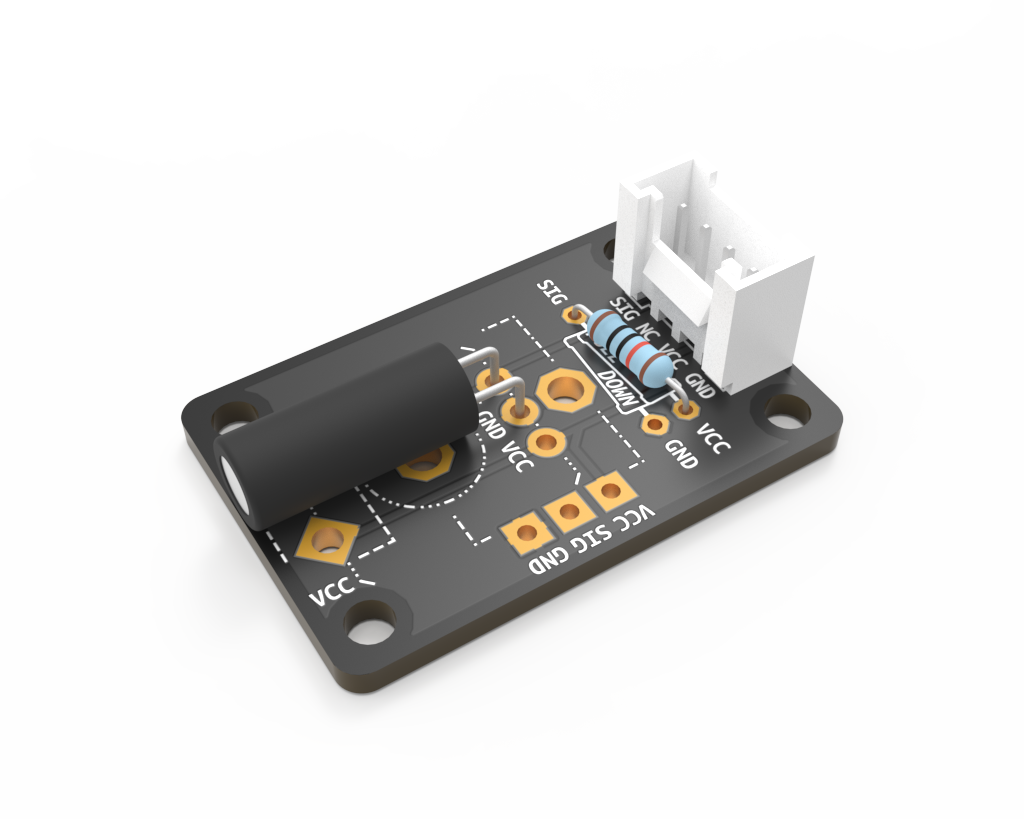 SIG
SIG NC VCC GND
DOWN
VCC
GND
GND VCC
VCC SIG GND
VCC